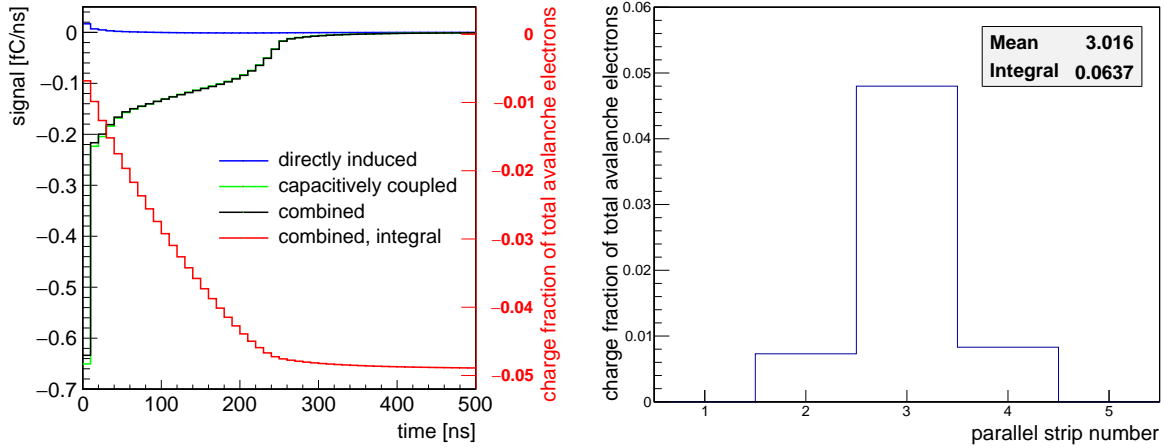 signal [fC/ns]
0
−0.1
−0.2
−0.3
−0.4
−0.5
−0.6
−0.7
directly induced
capacitively coupled
combined
combined, integral
0 100 200 300 400 500
time [ns]
0
−0.01
−0.02
−0.03
−0.04
−0.05
charge fraction of total avalanche electrons
charge fraction of total avalanche electrons
0.06
0.05
0.04
0.03
0.02
0.01
0
Mean 3.016
Integral 0.0637
1 2 3 4 5
parallel strip number